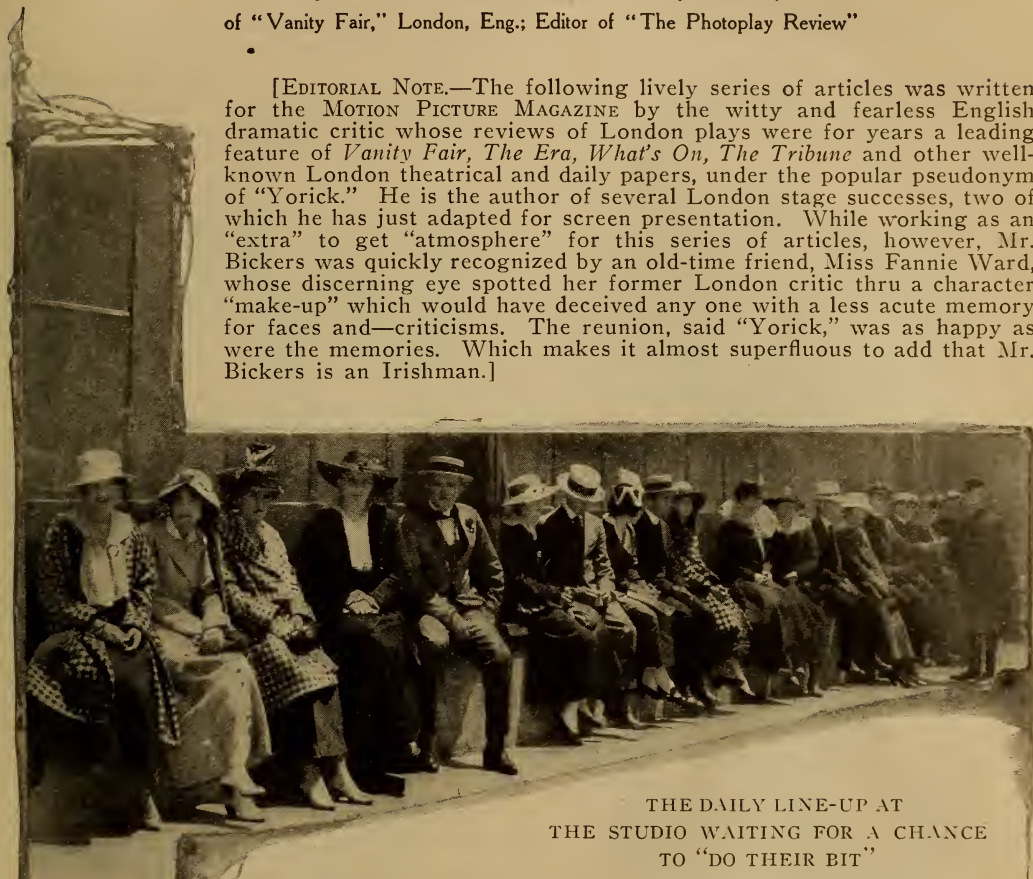 of "Vanity Fair," London, Eng.; Editor of "The Photoplay Review"
[EDITORIAL NOTE.—The following lively series of articles was written
for the MOTION PICTURE MAGAZINE by the witty and fearless English
dramatic critic whose reviews of London plays were for years a leading
feature of Vanity Fair, The Era, What's On, The Tribune and other well-
known London theatrical and daily papers, under the popular pseudonym
of "Yorick." He is the author of several London stage successes, two of
which he has just adapted for screen presentation. While working as an
"extra" to get "atmosphere" for this series of articles, however, Mr.
Bickers was quickly recognized by an old-time friend, Miss Fannie Ward,
whose discerning eye spotted her former London critic thru a character
"make-up" which would have deceived any one with a less acute memory
for faces and—criticisms. The reunion, said "Yorick," was as happy as
were the memories. Which makes it almost superfluous to add that Mr.
Bickers is an Irishman.]
THE DAILY LINE-UP AT
THE STUDIO WAITING FOR A CHANCE
TO "DO THEIR BIT"